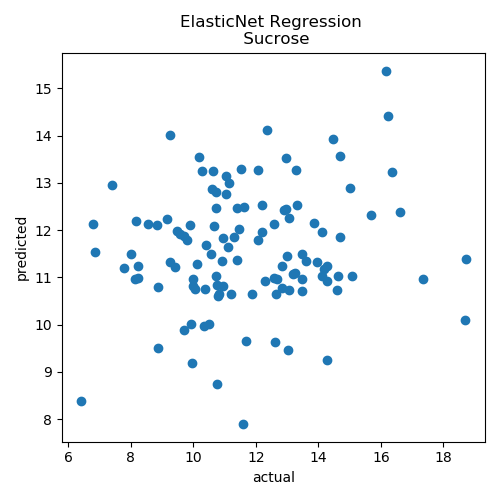 ElasticNet Regression
Sucrose
15
14
13
12
11
10
9
8
predicted
6 8 10 12 14 16 18
actual